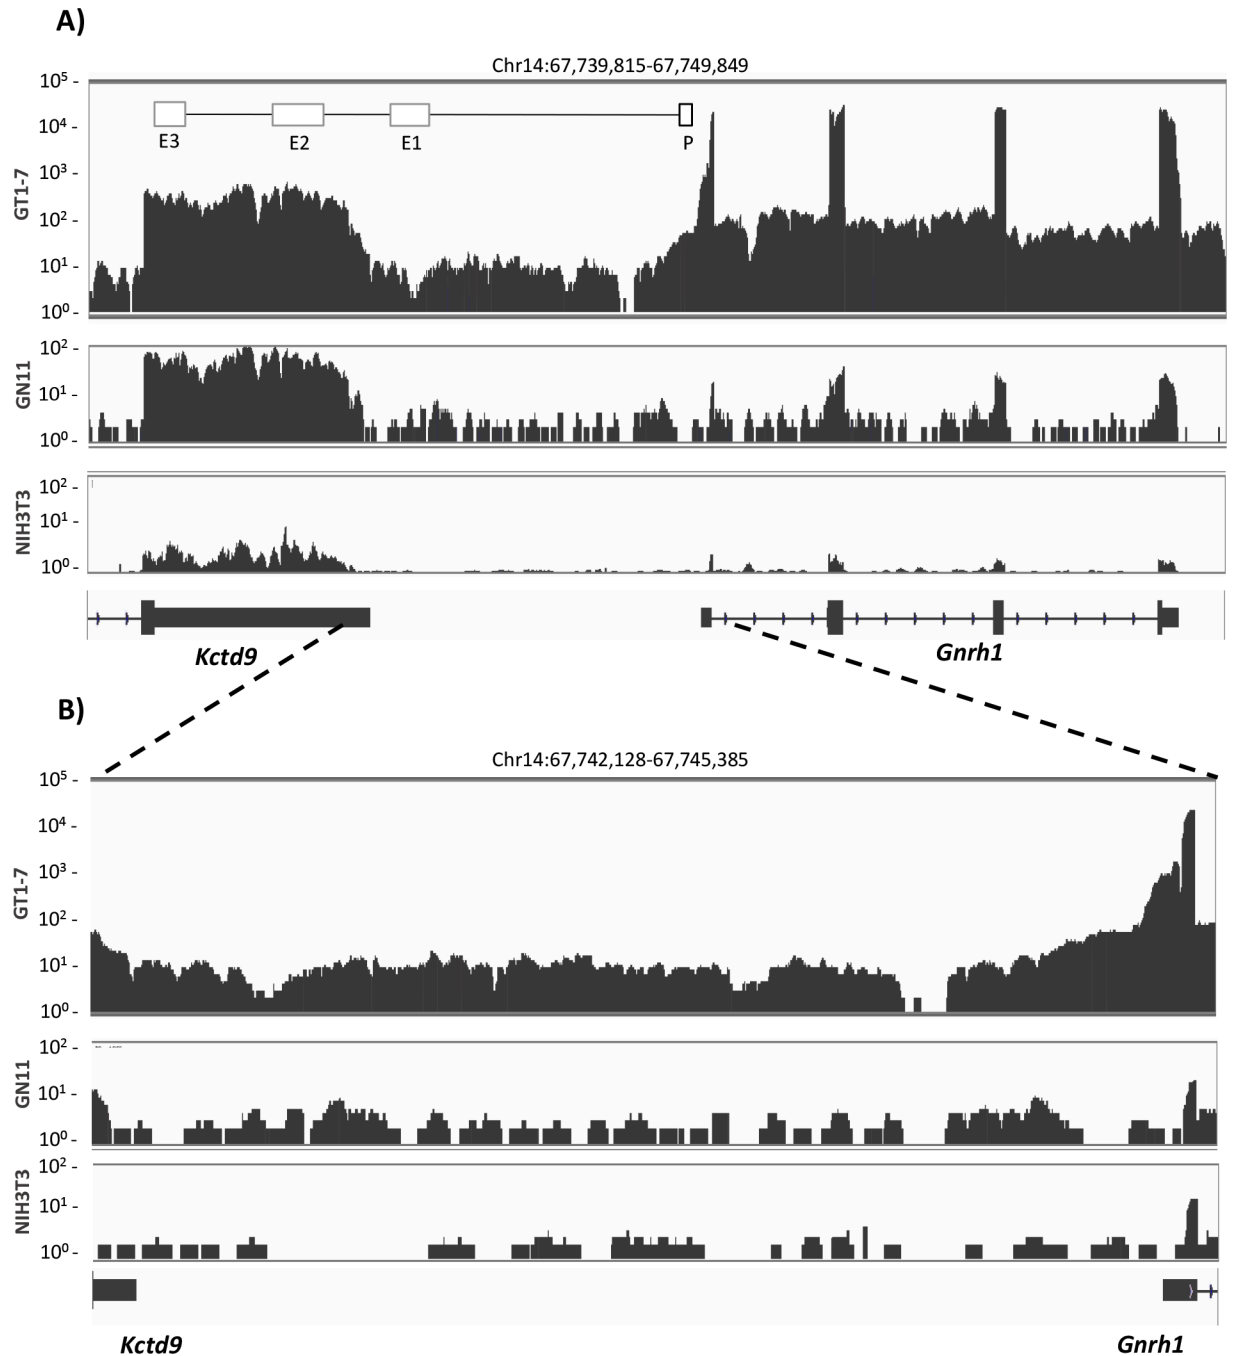 A)
Chr14:67,739,815-67,749,849
GT1-7
10⁵ -
10⁴ -
10³ -
10² -
10¹ -
10⁰ -
E3
E2
E1
P
GN11
10² -
10¹ -
10⁰ -
NIH3T3
10² -
10¹ -
10⁰ -
Kctd9
Gnrh1
B)
Chr14:67,742,128-67,745,385
GT1-7
10⁵ -
10⁴ -
10³ -
10² -
10¹ -
10⁰ -
GN11
10² -
10¹ -
10⁰ -
NIH3T3
10² -
10¹ -
10⁰ -
Kctd9
Gnrh1